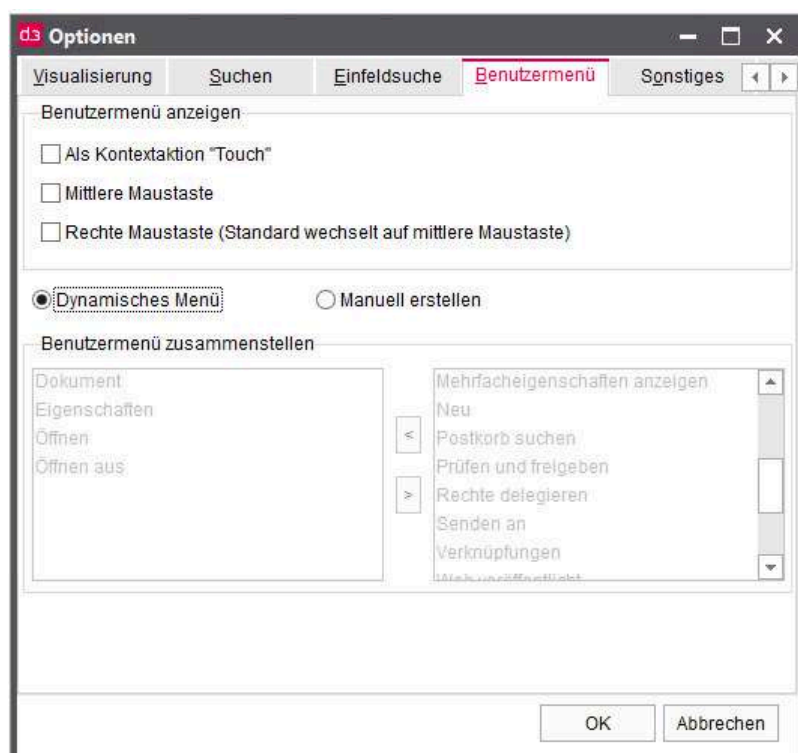 d3 Optionen
Visualisierung Suchen Einfeldsuche Benutzermenü Sonstiges
Benutzermenü anzeigen
Als Kontextaktion "Touch"
Mittlere Maustaste
Rechte Maustaste (Standard wechselt auf mittlere Maustaste)
Dynamisches Menü Manuell erstellen
Benutzermenü zusammenstellen
Dokument
Eigenschaften
Öffnen
Öffnen aus
<
>
Mehrfacheigenschaften anzeigen
Neu
Postkorb suchen
Prüfen und freigeben
Rechte delegieren
Senden an
Verknüpfungen
Web veröffentlicht
OK Abbrechen